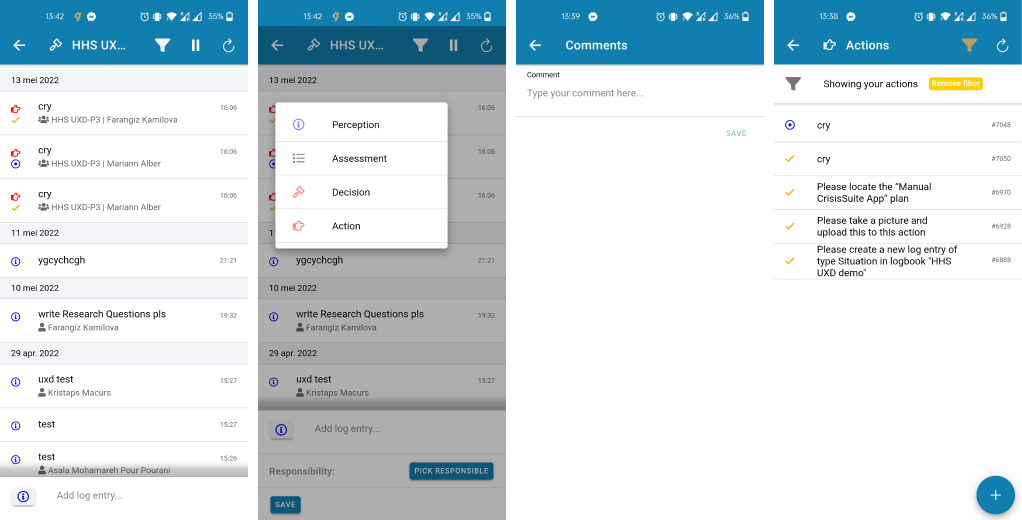 13:42
35%
HHS UX...
13 mei 2022
cry
16:06
HHS UXD-P3 | Farangiz Kamilova
cry
16:06
HHS UXD-P3 | Mariann Alber
cry
16:06
HHS UXD-P3 | Mariann Alber
11 mei 2022
ygcychcgh
21:21
10 mei 2022
write Research Questions pls
19:32
Farangiz Kamilova
29 apr. 2022
uxd test
15:27
Kristaps Macurs
test
15:27
test
15:26
Asala Mohamareh Pour Pourani
Add log entry...
13:42
35%
HHS UX...
13 mei 2022
16:06
Perception
Assessment
16:06
Decision
16:06
Action
ygcychcgh
21:21
10 mei 2022
write Research Questions pls
19:32
Farangiz Kamilova
29 apr. 2022
uxd test
15:27
Kristaps Macurs
Add log entry...
Responsibility:
PICK RESPONSIBLE
SAVE
13:39
36%
Comments
Comment
Type your comment here...
SAVE
13:38
36%
Actions
Showing your actions
Remove filter
cry
#7048
cry
#7050
Please locate the "Manual
CrisisSuite App" plan
#6970
Please take a picture and
upload this to this action
#6928
Please create a new log entry of
type Situation in logbook "HHS
UXD demo"
#6888